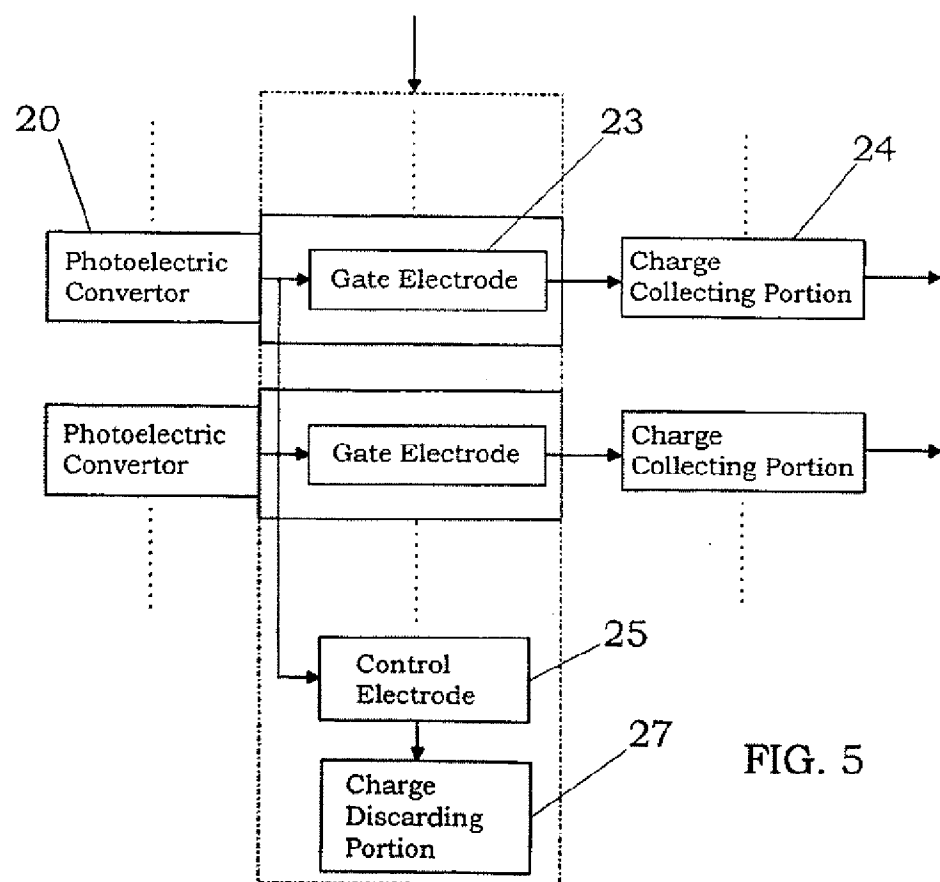 20
23
24
Photoelectric
Convertor
Gate Electrode
Charge
Collecting Portion
Photoelectric
Convertor
Gate Electrode
Charge
Collecting Portion
Control
Electrode
25
Charge
Discarding
Portion
27
FIG. 5